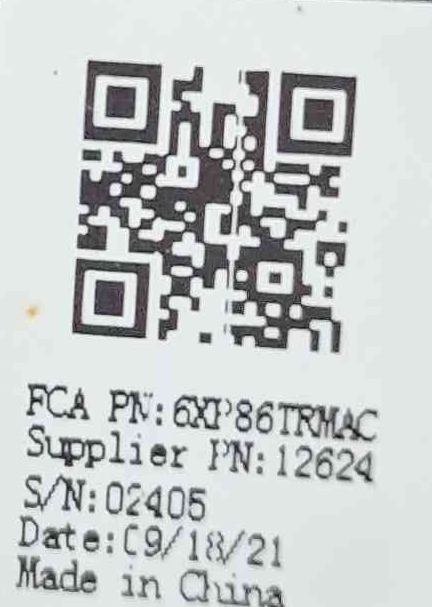 FCA PN:6XP86TRMAC
Supplier PN:12624
S/N:02405
Date:09/18/21
Made in China